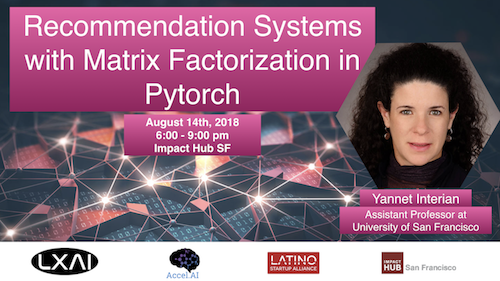 Recommendation Systems
with Matrix Factorization in
Pytorch
August 14th, 2018
6:00 - 9:00 pm
Impact Hub SF
Yannet Interian
Assistant Professor at
University of San Francisco
LXAI
Accel.AI
LATINO
STARTUP ALLIANCE
IMPACT
HUB
San Francisco